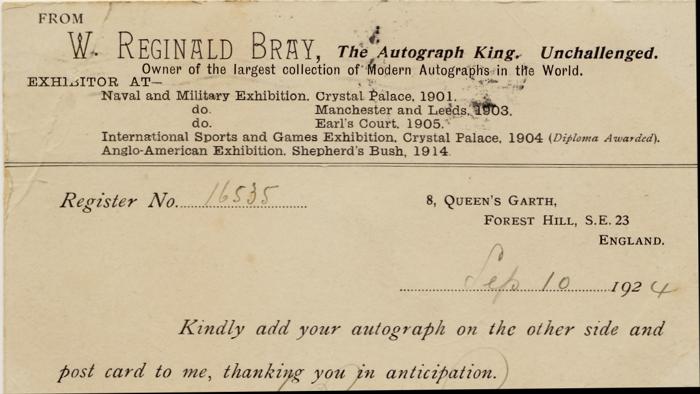 FROM
W. REGINALD BRAY, The Autograph King. Unchallenged.
Owner of the largest collection of Modern Autographs in the World.
EXHIBITOR AT—
Naval and Military Exhibition, Crystal Palace, 1901.
do. Manchester and Leeds, 1903.
do. Earl's Court, 1905.
International Sports and Games Exhibition, Crystal Palace, 1904 (Diploma Awarded).
Anglo-American Exhibition, Shepherd's Bush, 1914
Register No. 16535
8, QUEEN'S GARTH,
FOREST HILL, S.E. 23
ENGLAND.
Sep 10 1924
Kindly add your autograph on the other side and
post card to me, thanking you in anticipation.